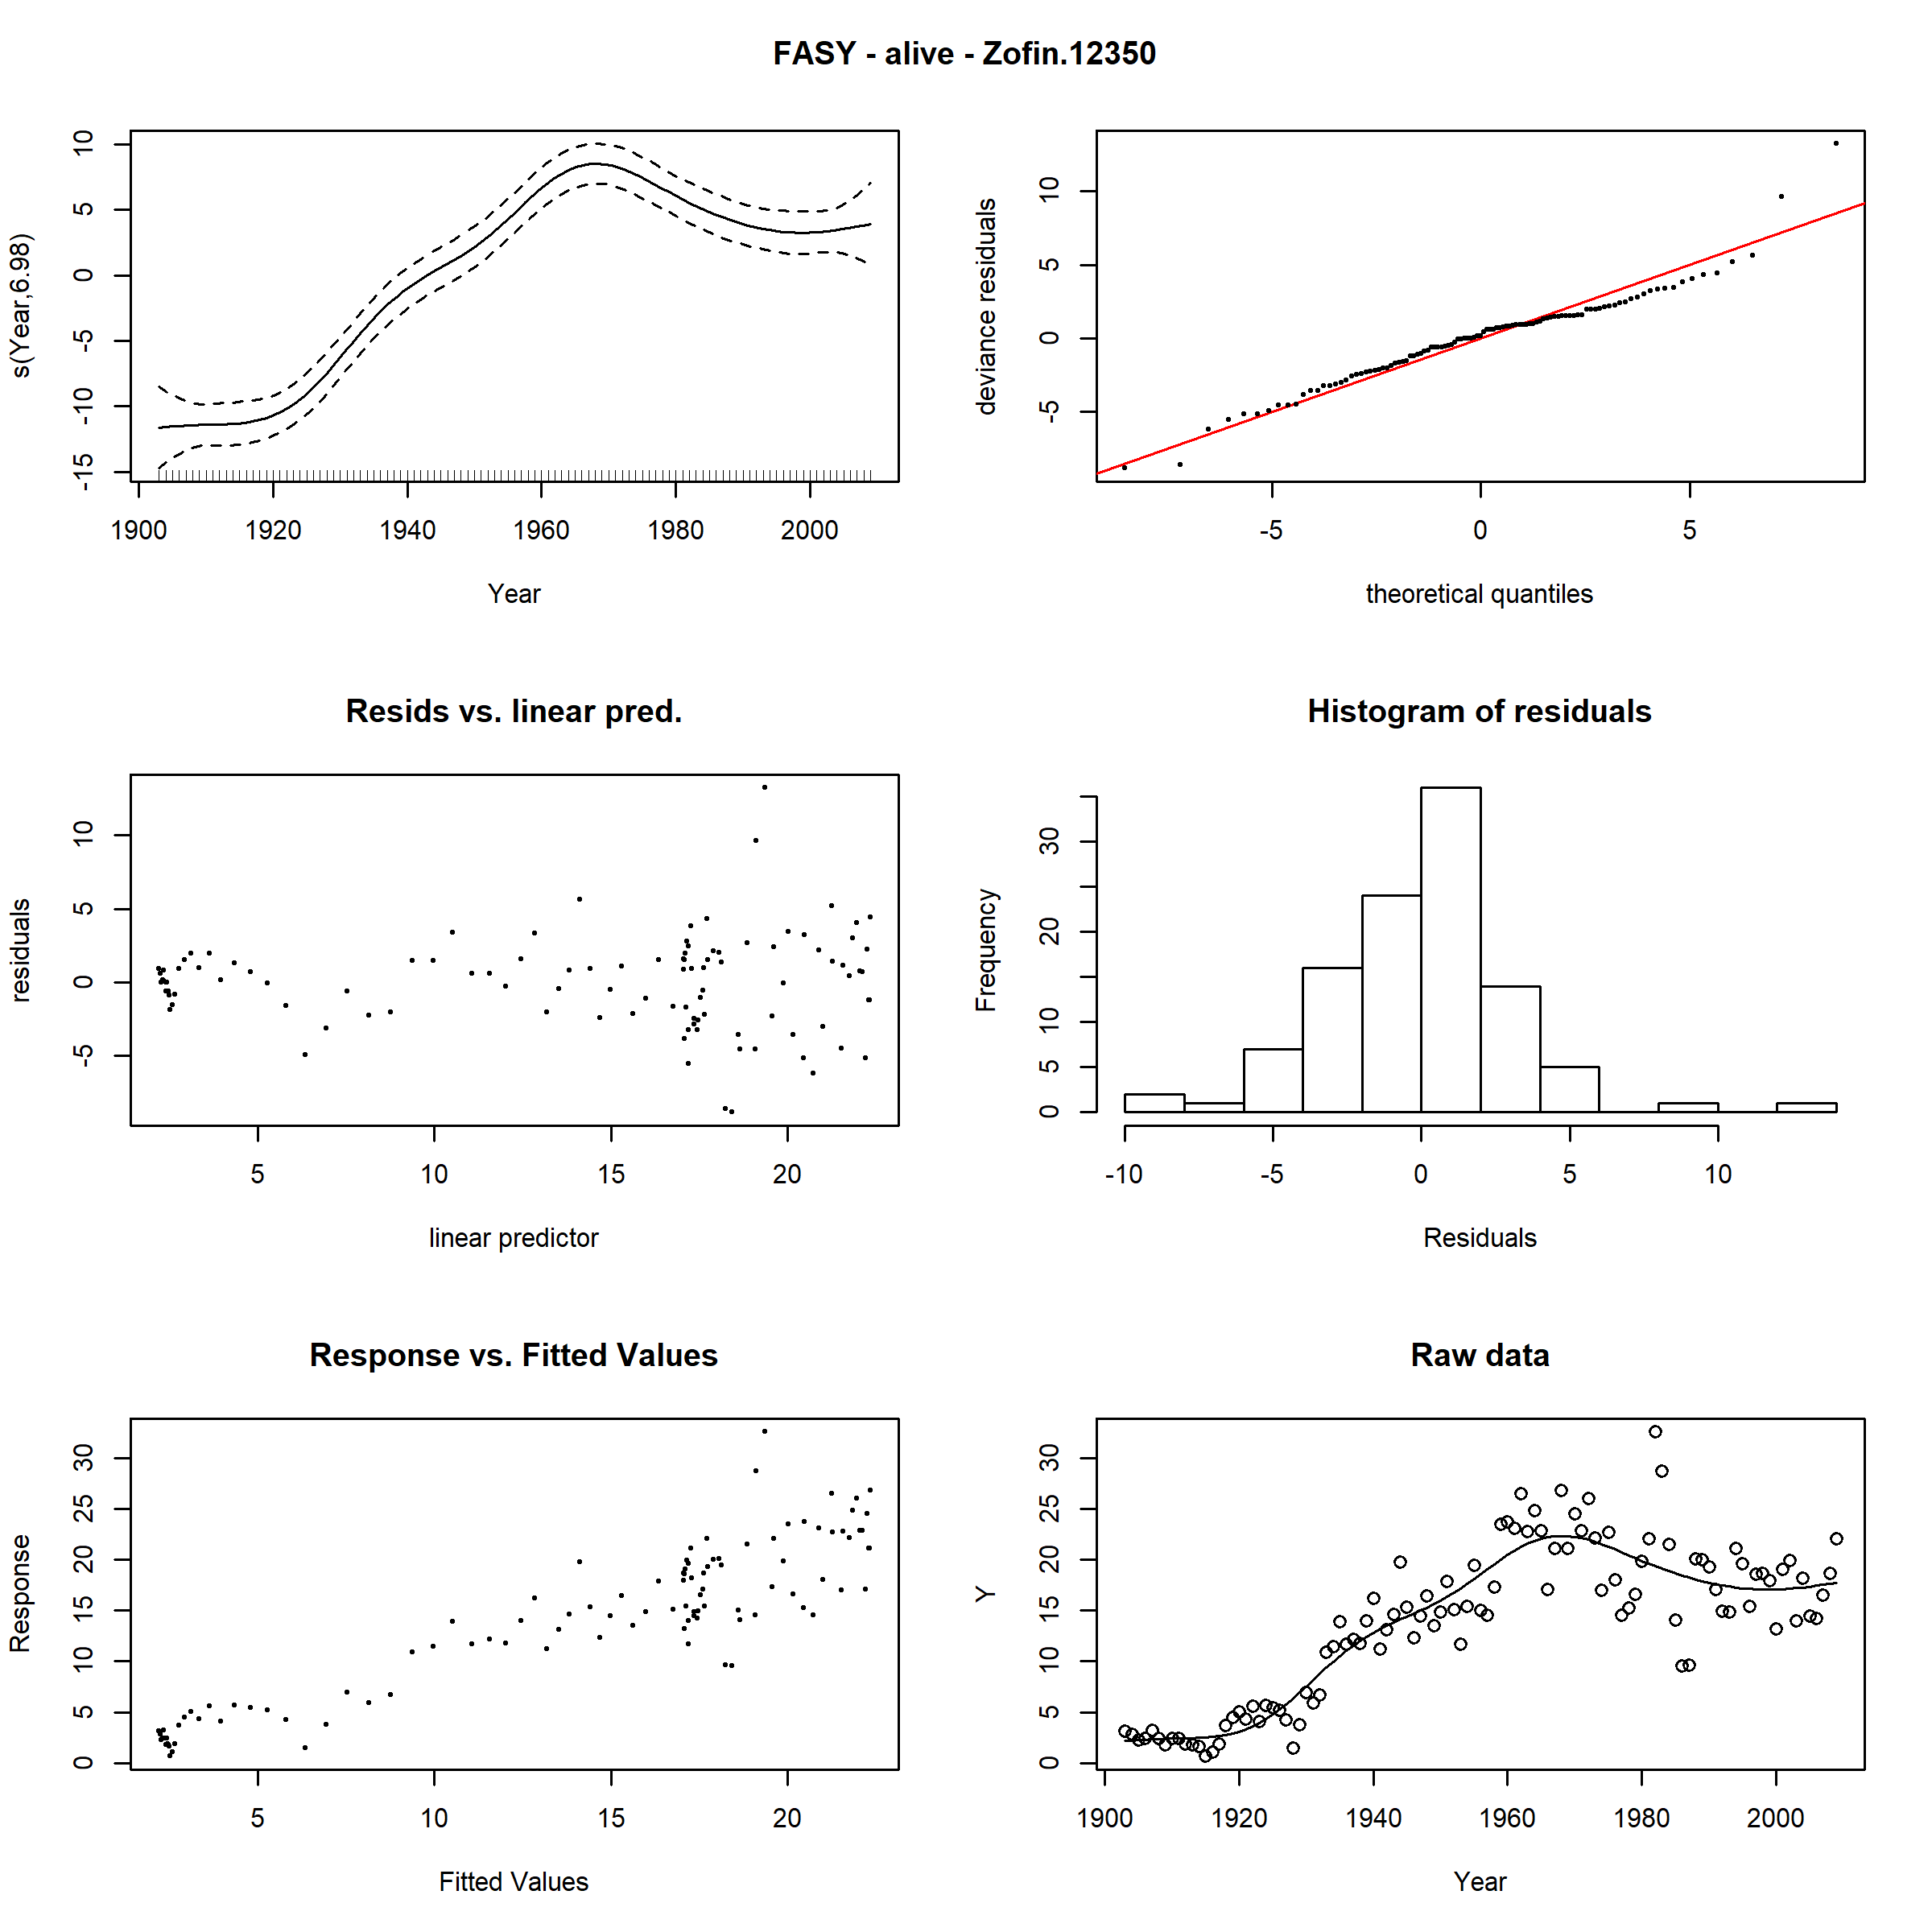 FASY - alive - Zofin.12350
s(Year,6.98)
-15 -10 -5 0 5 10
1900 1920 1940 1960 1980 2000
Year
deviance residuals
-5 0 5 10
-5 0 5
theoretical quantiles
Resids vs. linear pred.
residuals
-5 0 5 10
5 10 15 20
linear predictor
Histogram of residuals
Frequency
0 5 10 20 30
-10 -5 0 5 10
Residuals
Response vs. Fitted Values
Response
0 5 10 15 20 25 30
5 10 15 20
Fitted Values
Raw data
Y
0 5 10 15 20 25 30
1900 1920 1940 1960 1980 2000
Year